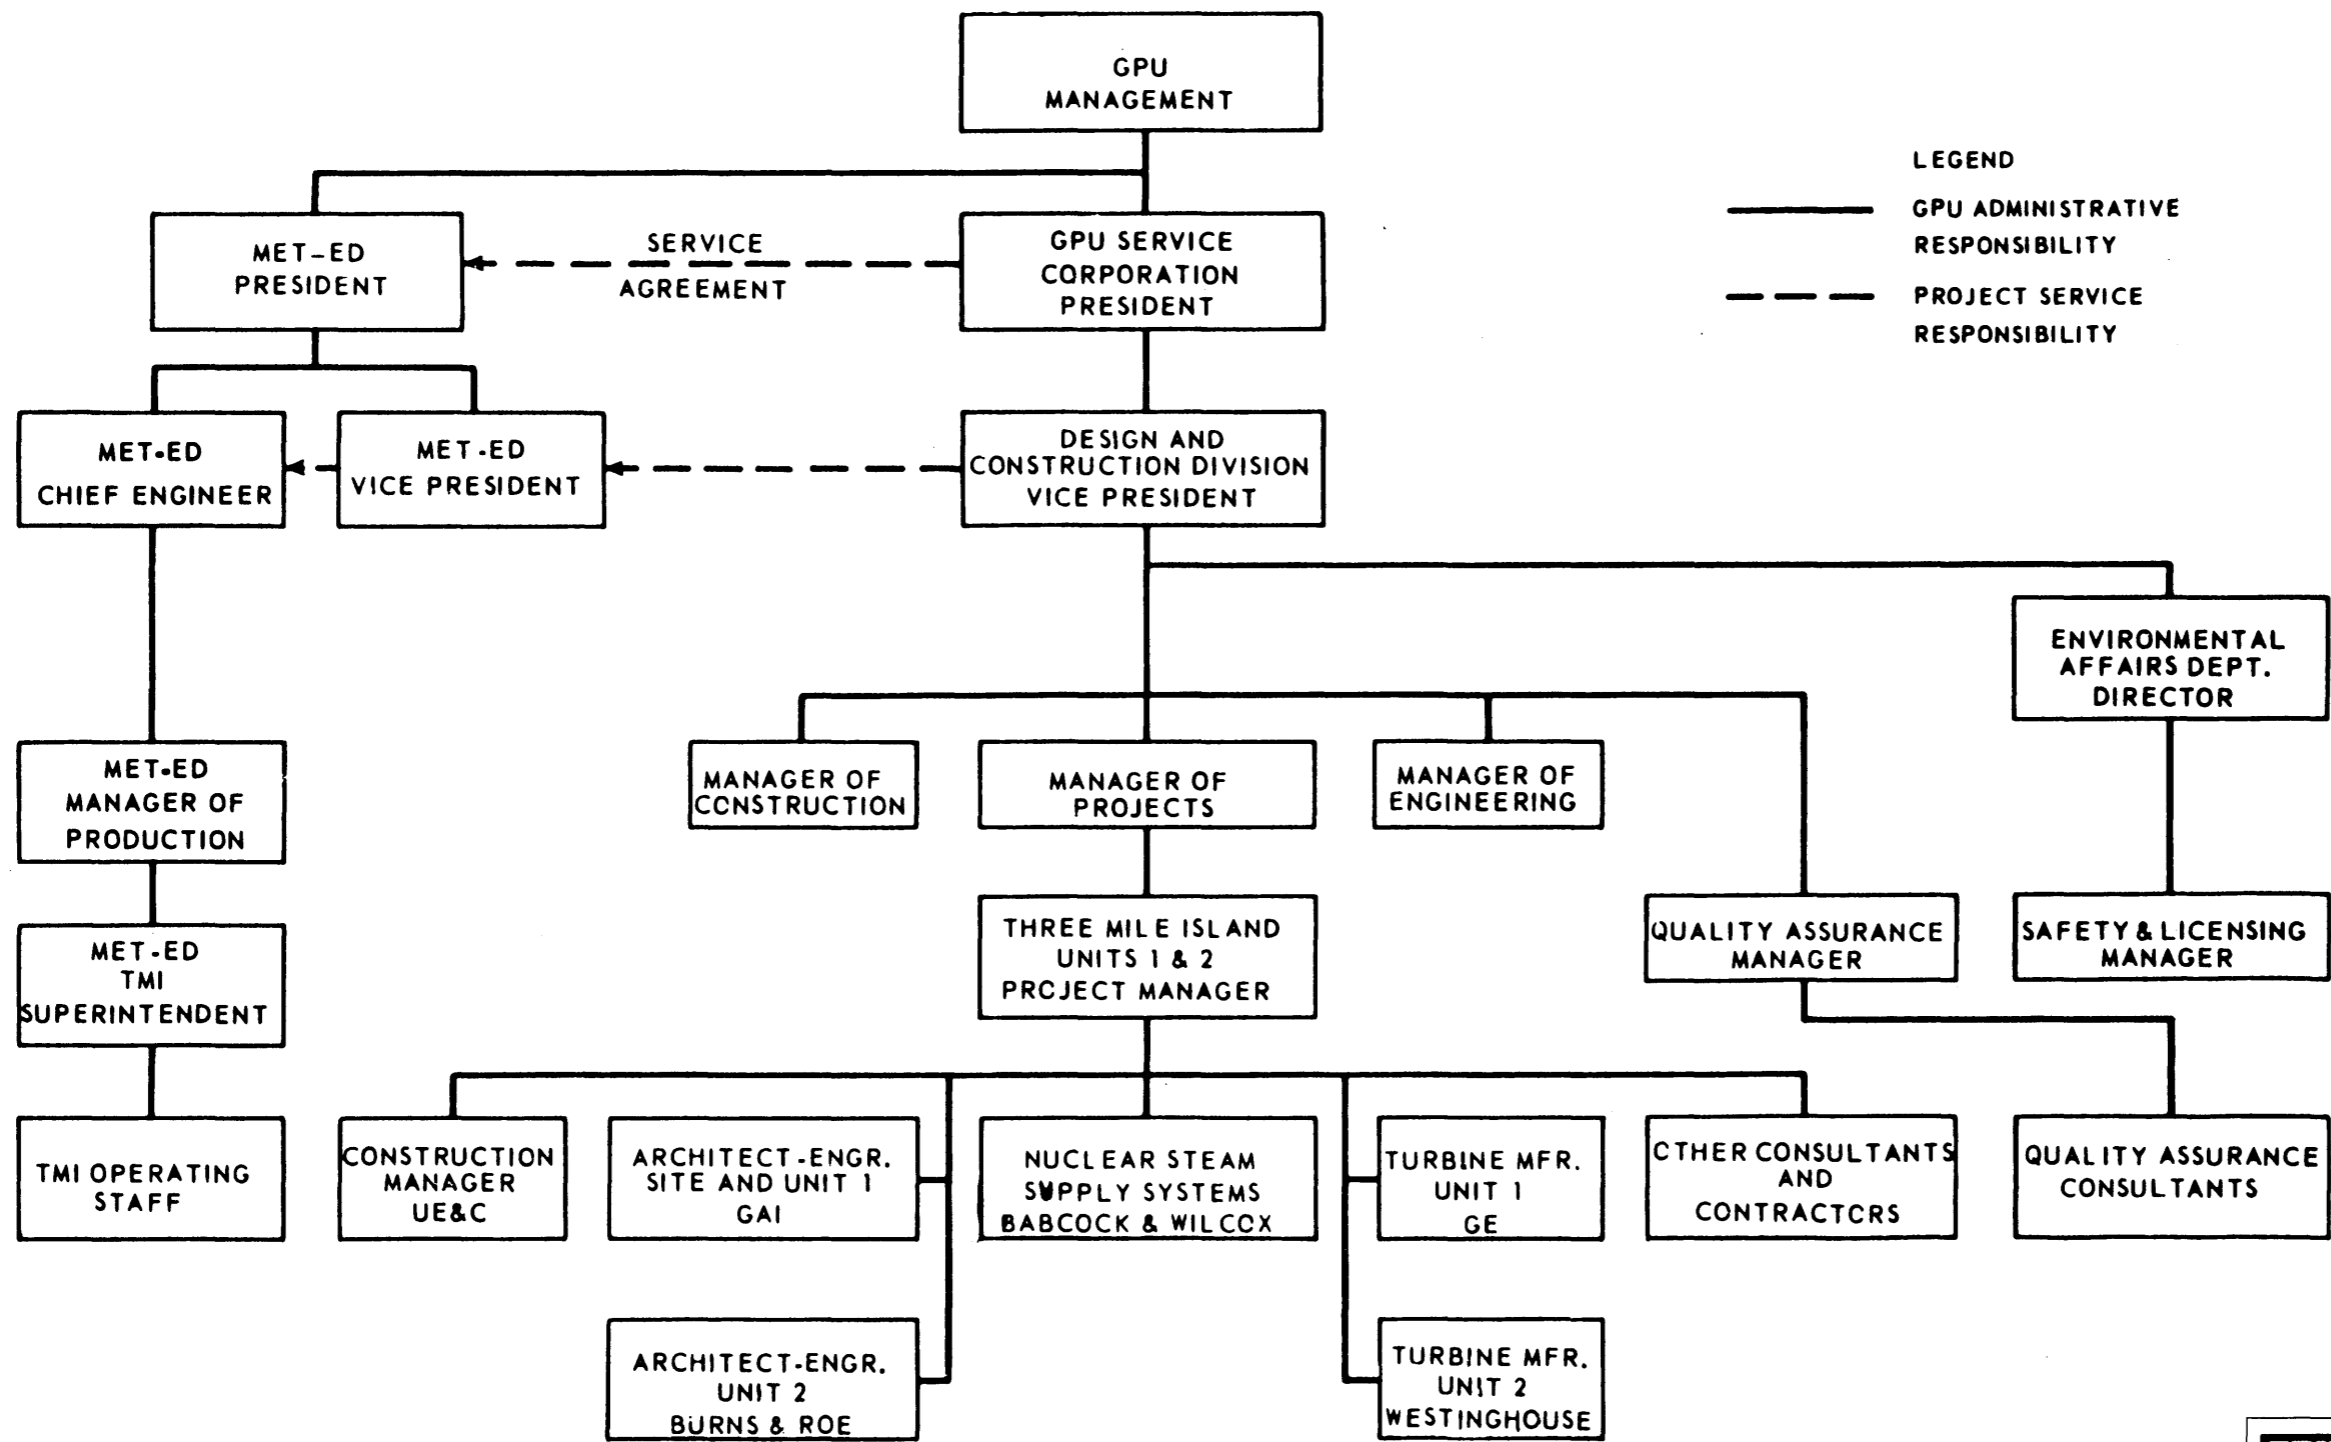 GPU
MANAGEMENT
LEGEND
GPU ADMINISTRATIVE
RESPONSIBILITY
PROJECT SERVICE
RESPONSIBILITY
MET-ED
PRESIDENT
SERVICE
AGREEMENT
GPU SERVICE
CORPORATION
PRESIDENT
MET-ED
CHIEF ENGINEER
MET-ED
VICE PRESIDENT
DESIGN AND
CONSTRUCTION DIVISION
VICE PRESIDENT
ENVIRONMENTAL
AFFAIRS DEPT.
DIRECTOR
MET-ED
MANAGER OF
PRODUCTION
MANAGER OF
CONSTRUCTION
MANAGER OF
PROJECTS
MANAGER OF
ENGINEERING
MET-ED
TMI
SUPERINTENDENT
THREE MILE ISLAND
UNITS 1 & 2
PROJECT MANAGER
QUALITY ASSURANCE
MANAGER
SAFETY & LICENSING
MANAGER
TMI OPERATING
STAFF
CONSTRUCTION
MANAGER
UE&C
ARCHITECT-ENGR.
SITE AND UNIT 1
GAI
NUCLEAR STEAM
SUPPLY SYSTEMS
BABCOCK & WILCOX
TURBINE MFR.
UNIT 1
GE
OTHER CONSULTANTS
AND
CONTRACTORS
QUALITY ASSURANCE
CONSULTANTS
ARCHITECT-ENGR.
UNIT 2
BURNS & ROE
TURBINE MFR.
UNIT 2
WESTINGHOUSE